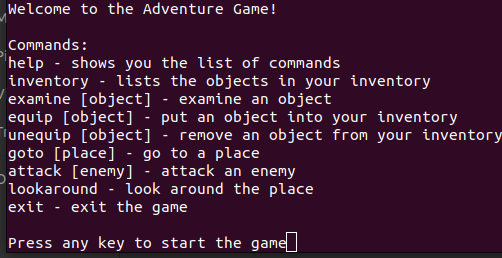 Welcome to the Adventure Game!
Commands:
help - shows you the list of commands
inventory - lists the objects in your inventory
examine [object] - examine an object
equip [object] - put an object into your inventory
unequip [object] - remove an object from your inventory
goto [place] - go to a place
attack [enemy] - attack an enemy
lookaround - look around the place
exit - exit the game
Press any key to start the game